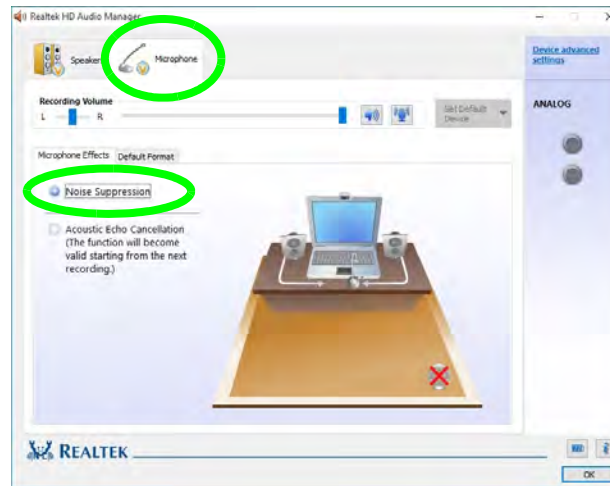 Realtek HD Audio Manager
Speakers
Microphone
Device advanced
settings
Recording Volume
L
R
Set Default
Device
ANALOG
Microphone Effects
Default Format
Noise Suppression
Acoustic Echo Cancellation
(The function will become
valid starting from the next
recording.)
REALTEK
OK